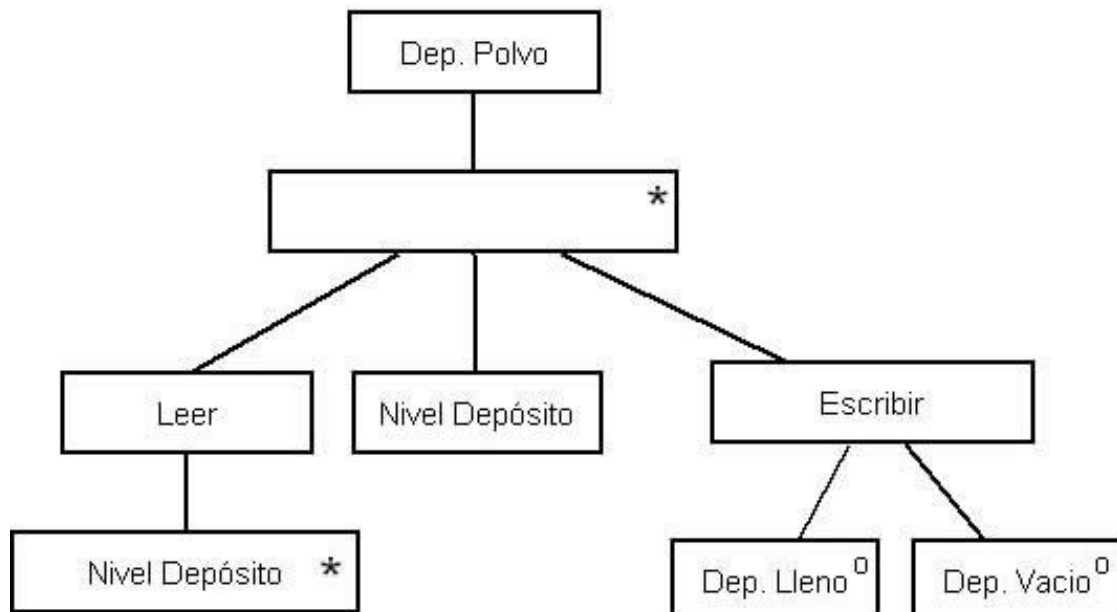 Dep. Polvo
*
Leer
Nivel Depósito
Escribir
Nivel Depósito *
Dep. Lleno o
Dep. Vacio o